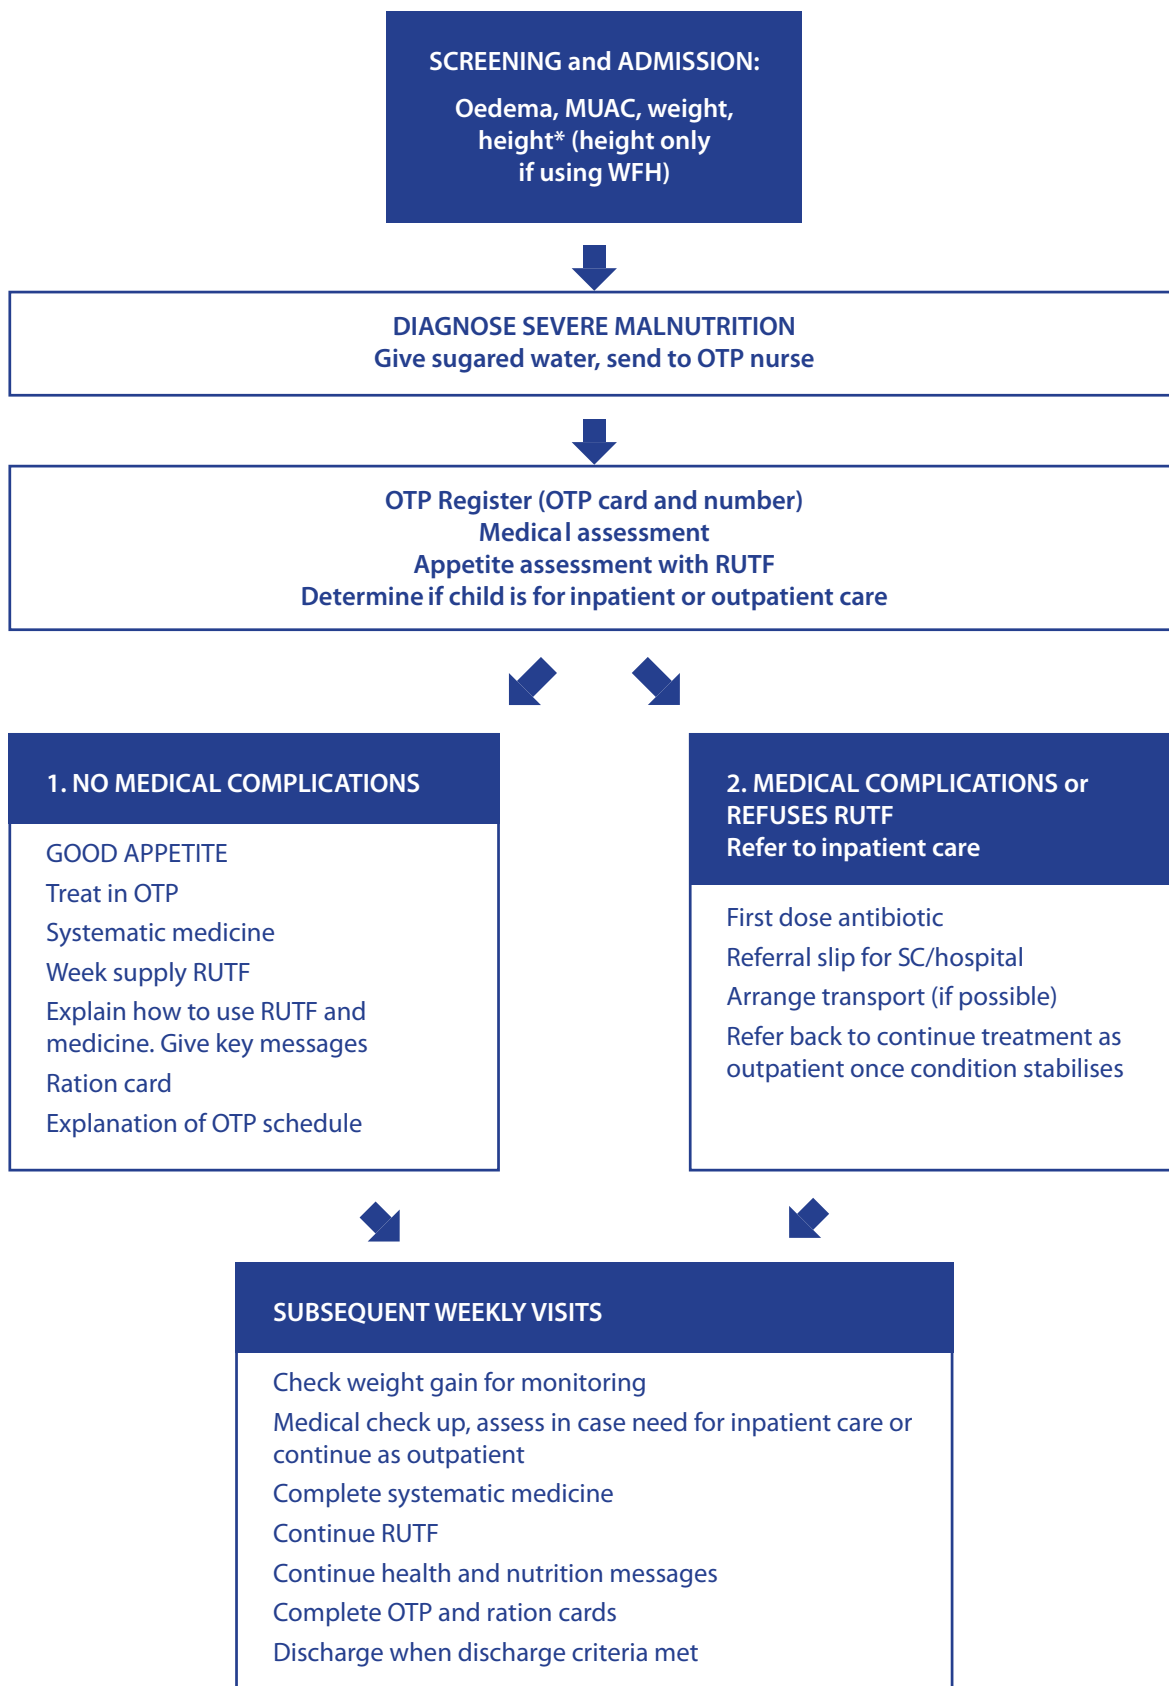 SCREENING and ADMISSION:
Oedema, MUAC, weight,
height* (height only
if using WFH)
DIAGNOSE SEVERE MALNUTRITION
Give sugared water, send to OTP nurse
OTP Register (OTP card and number)
Medical assessment
Appetite assessment with RUTF
Determine if child is for inpatient or outpatient care
1. NO MEDICAL COMPLICATIONS
GOOD APPETITE
Treat in OTP
Systematic medicine
Week supply RUTF
Explain how to use RUTF and
medicine. Give key messages
Ration card
Explanation of OTP schedule
2. MEDICAL COMPLICATIONS or
REFUSES RUTF
Refer to inpatient care
First dose antibiotic
Referral slip for SC/hospital
Arrange transport (if possible)
Refer back to continue treatment as
outpatient once condition stabilises
SUBSEQUENT WEEKLY VISITS
Check weight gain for monitoring
Medical check up, assess in case need for inpatient care or
continue as outpatient
Complete systematic medicine
Continue RUTF
Continue health and nutrition messages
Complete OTP and ration cards
Discharge when discharge criteria met